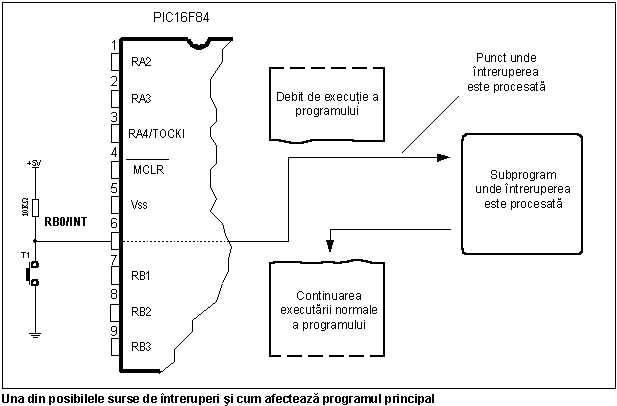 PIC16F84
1
RA2
2
RA3
3
RA4/TOCKI
4
MCLR
5
Vss
6
7
RB1
8
RB2
9
RB3
+5V
10KΩ
RB0/INT
T1
Debit de execuție a
programului
Punct unde
întreruperea
este procesată
Subprogram
unde întreruperea
este procesată
Continuarea
executării normale
a programului
Una din posibilele surse de întreruperi şi cum afectează programul principal